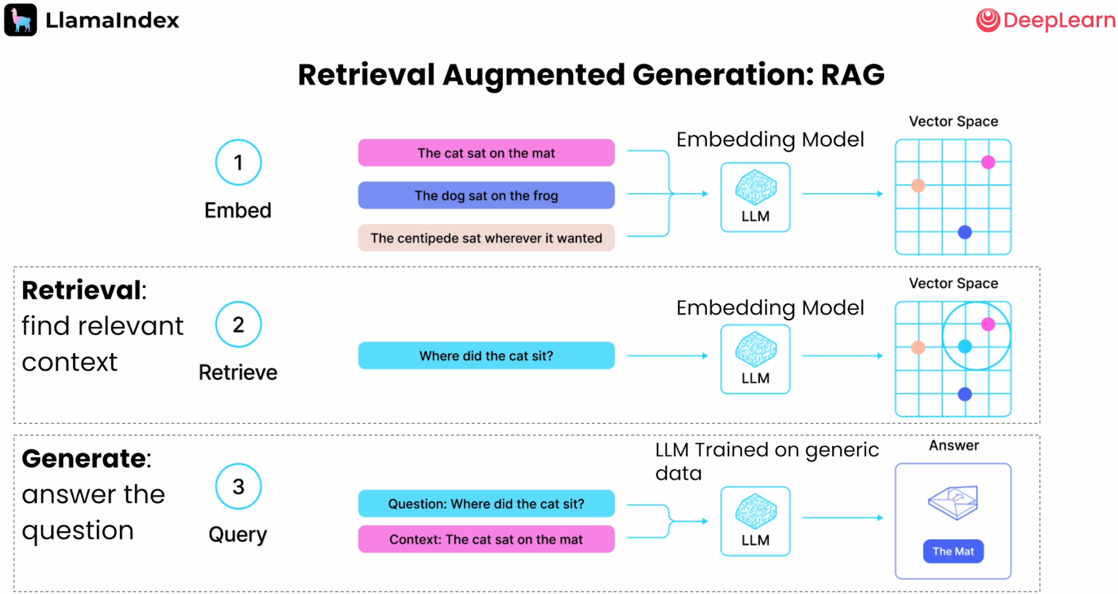 LlamaIndex
DeepLearn
Retrieval Augmented Generation: RAG
1
Embed
The cat sat on the mat
The dog sat on the frog
The centipede sat wherever it wanted
Embedding Model
LLM
Vector Space
Retrieval:
find relevant
context
2
Retrieve
Where did the cat sit?
Embedding Model
LLM
Vector Space
Generate:
answer the
question
3
Query
Question: Where did the cat sit?
Context: The cat sat on the mat
LLM Trained on generic
data
LLM
Answer
The Mat